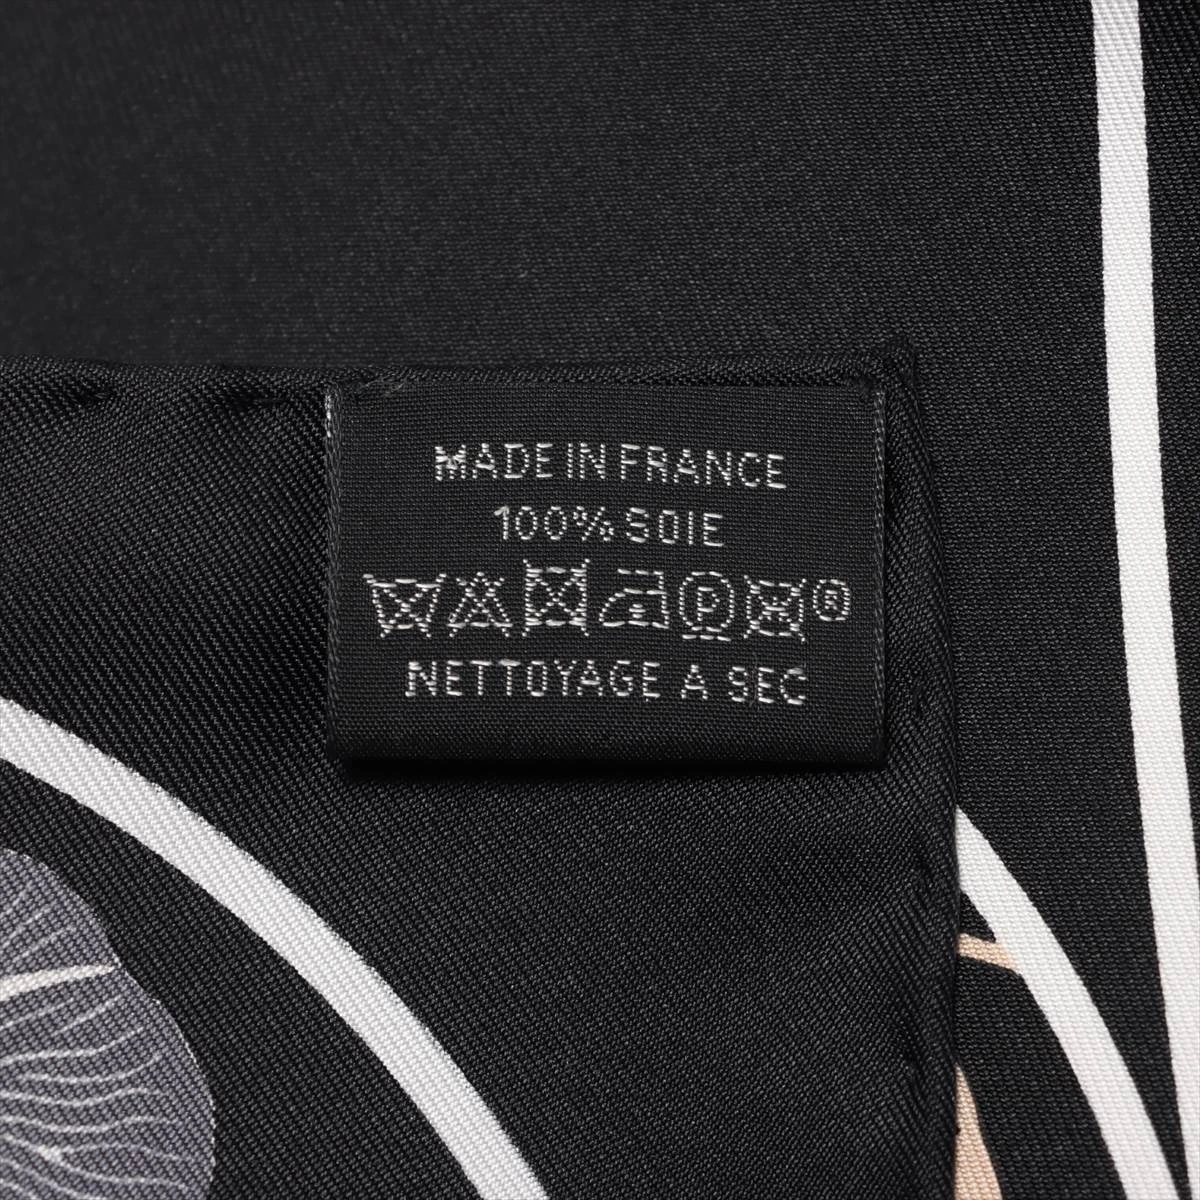 MADE IN FRANCE
100% SOIE
P ®
NETTOYAGE A SEC